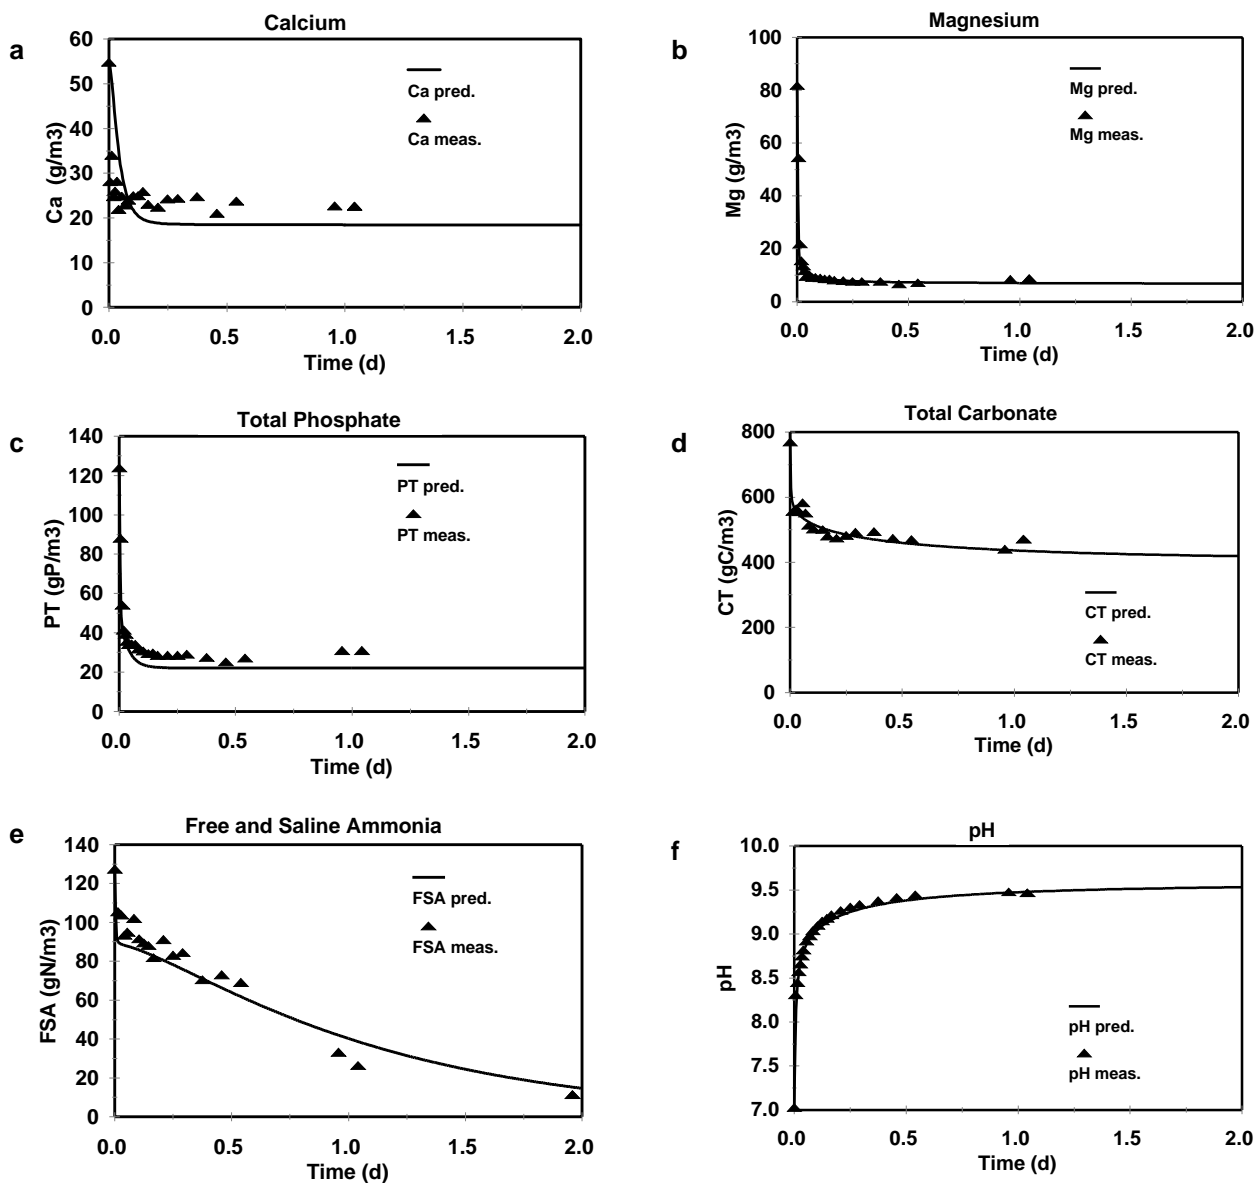 a
Calcium
60
50
40
30
20
10
0
Ca (g/m3)
Ca pred.
Ca meas.
0.0 0.5 1.0 1.5 2.0
Time (d)
b
Magnesium
100
80
60
40
20
0
Mg (g/m3)
Mg pred.
Mg meas.
0.0 0.5 1.0 1.5 2.0
Time (d)
c
Total Phosphate
140
120
100
80
60
40
20
0
PT (gP/m3)
PT pred.
PT meas.
0.0 0.5 1.0 1.5 2.0
Time (d)
d
Total Carbonate
800
600
400
200
0
CT (gC/m3)
CT pred.
CT meas.
0.0 0.5 1.0 1.5 2.0
Time (d)
e
Free and Saline Ammonia
140
120
100
80
60
40
20
0
FSA (gN/m3)
FSA pred.
FSA meas.
0.0 0.5 1.0 1.5 2.0
Time (d)
f
pH
10.0
9.5
9.0
8.5
8.0
7.5
7.0
pH
pH pred.
pH meas.
0.0 0.5 1.0 1.5 2.0
Time (d)